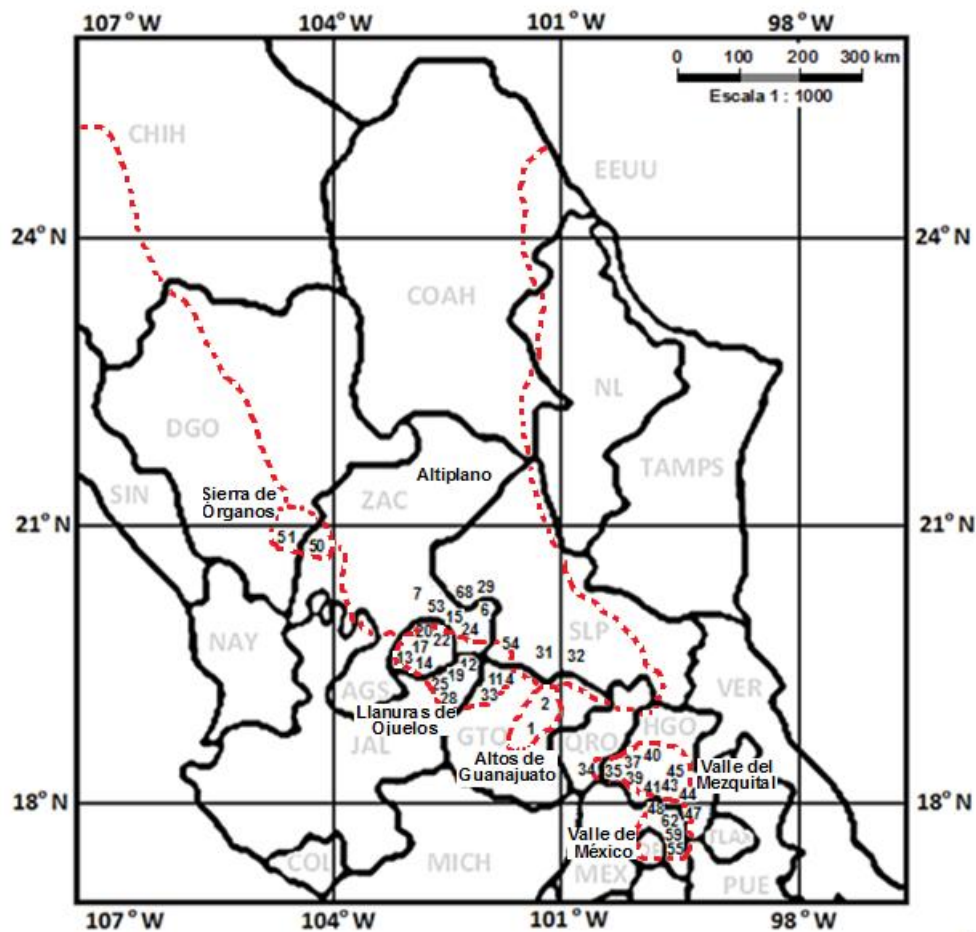 107°W 104°W 101°W 98°W
0 100 200 300 km
Escala 1 : 1000
CHIH
EEUU
24°N 24°N
COAH
NL
DGO
TAMPS
Altiplano
SIN
Sierra de
Órganos
ZAC
21°N 21°N
51 50
7 68 29
53 15 6
NAY
20 24
SLP
17 22 54
31 32
13 14 12
VER
AGS
25 19 11 4
28 33 2
Llanuras de
Ojuelos
HGO
JAL
GTO
1
QRO
Altos de
Guanajuato
34 35 37 40
39 45
41 43
44
Valle del
Mezquital
18°N 18°N
48 47
62
59
55
Valle de
México
TLAX
DF
COL
MICH
MEX
PUE
107°W 104°W 101°W 98°W